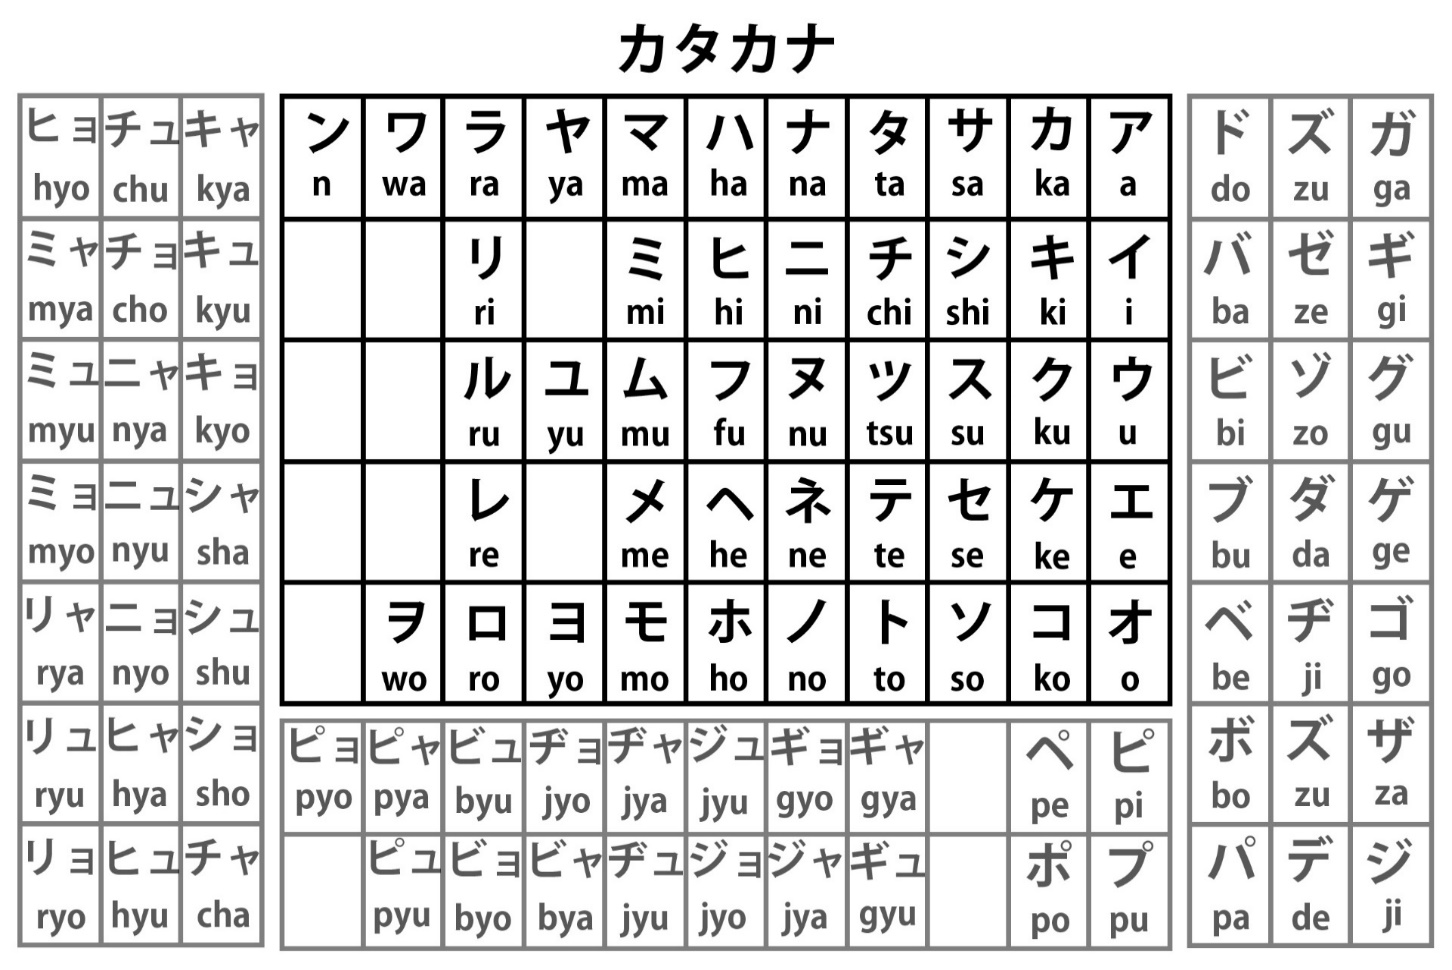 カタカナ
ヒョ チュ キャ
hyo chu kya
ミャ チョ キュ
mya cho kyu
ミュ ニャ キョ
myu nya kyo
ミョ ニュ シャ
myo nyu sha
リャ ニョ シュ
rya nyo shu
リュ ヒャ ショ
ryu hya sho
リョ ヒュ チャ
ryo hyu cha
ン ワ ラ ヤ マ ハ ナ タ サ カ ア
n wa ra ya ma ha na ta sa ka a
リ ミ ヒ ニ チ シ キ イ
ri mi hi ni chi shi ki i
ル ユ ム フ ヌ ツ ス ク ウ
ru yu mu fu nu tsu su ku u
レ メ ヘ ネ テ セ ケ エ
re me he ne te se ke e
ヲ ロ ヨ モ ホ ノ ト ソ コ オ
wo ro yo mo ho no to so ko o
ピョ ピャ ビュ ヂョ ヂャ ジュ ギョ ギャ ペ ピ
pyo pya byu jyo jya jyu gyo gya pe pi
ピュ ビョ ビャ ヂュ ジョ ジャ ギュ ポ プ
pyu byo bya jyu jyo jya gyu po pu
ド ズ ガ
do zu ga
バ ゼ ギ
ba ze gi
ビ ゾ グ
bi zo gu
ブ ダ ゲ
bu da ge
ベ ヂ ゴ
be ji go
ボ ズ ザ
bo zu za
パ デ ジ
pa de ji